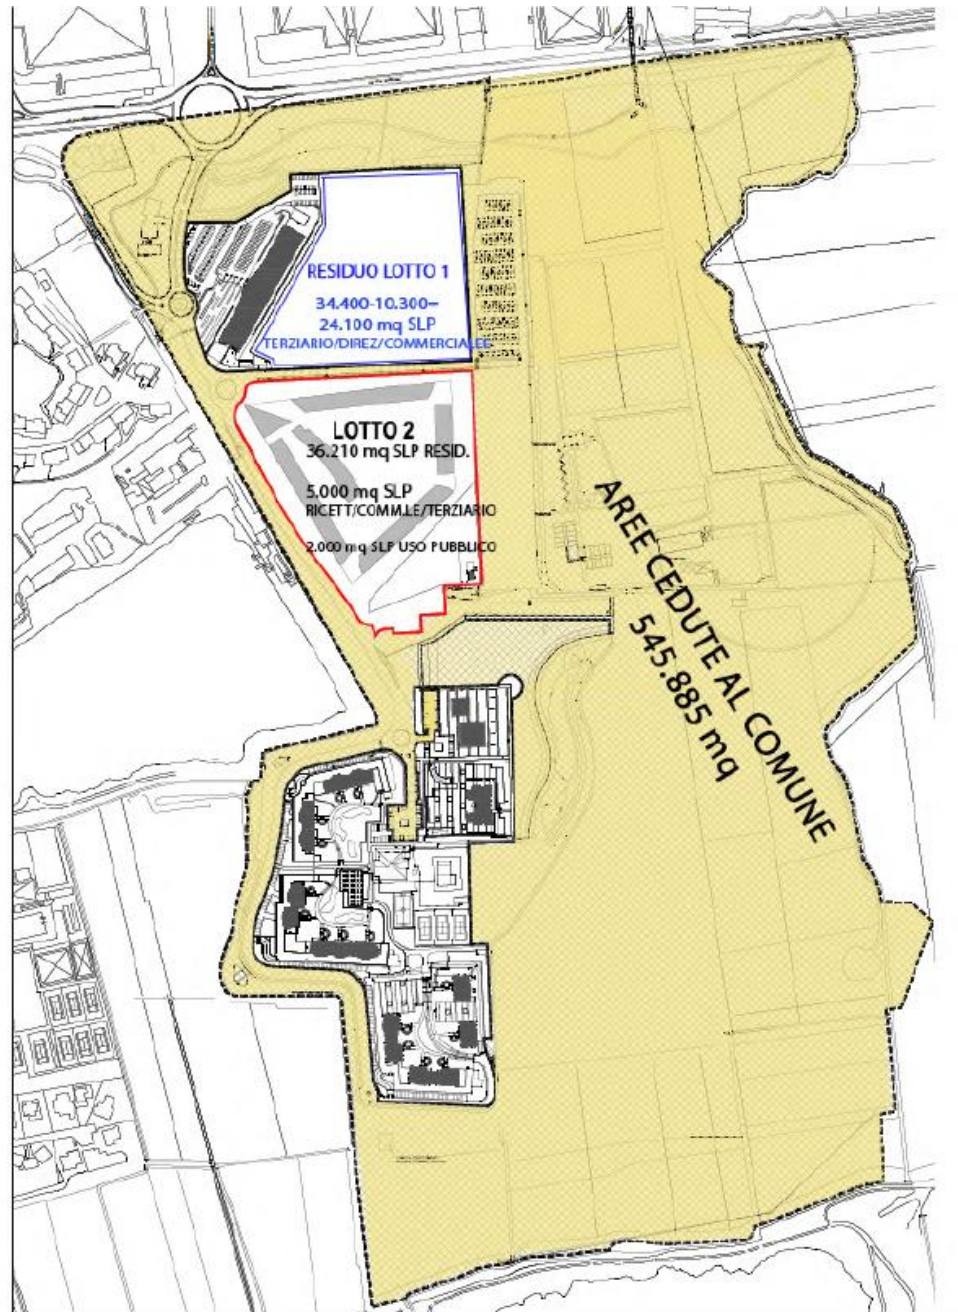 RESIDUO LOTTO 1
34.400-10.300=
24.100 mq SLP
TERZIARIO/DIREZ/COMMERCIALEE
LOTTO 2
36.210 mq SLP RESID.
5.000 mq SLP
RICETT/COMM.LE/TERZIARIO
2.000 mq SLP USO PUBBLICO
AREE CEDUTE AL COMUNE
545.885 mq